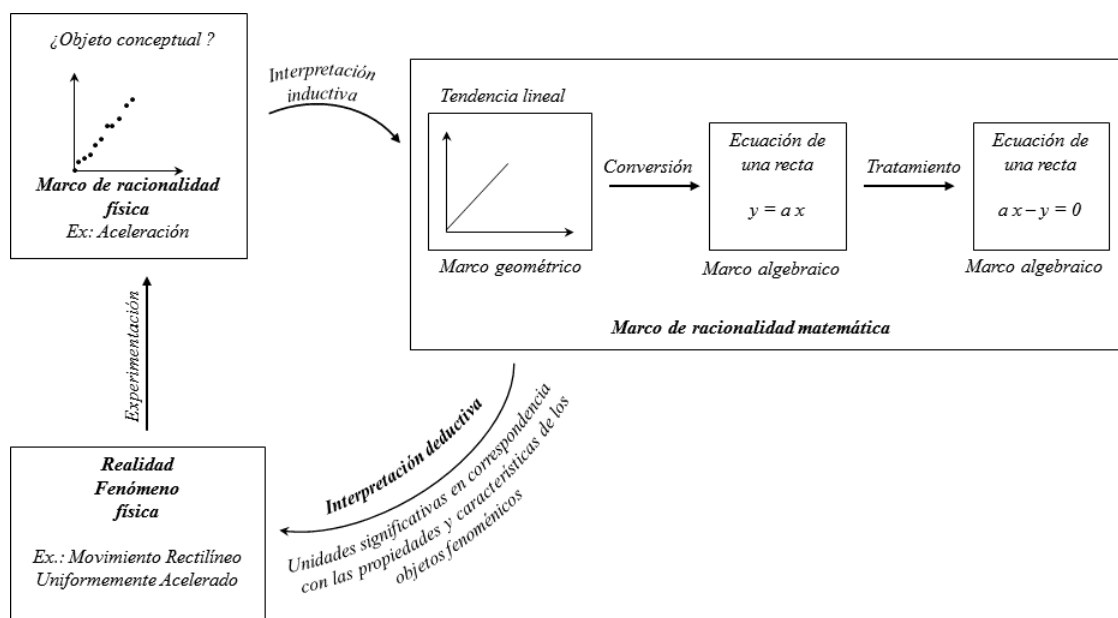 ¿Objeto conceptual ?
Marco de racionalidad
física
Ex: Aceleración
Interpretación
inductiva
Tendencia lineal
Marco geométrico
Conversión
Ecuación de
una recta
y = a x
Marco algebraico
Tratamiento
Ecuación de
una recta
a x – y = 0
Marco algebraico
Marco de racionalidad matemática
Experimentación
Interpretación deductiva
Unidades significativas en correspondencia
con las propiedades y características de los
objetos fenoménicos
Realidad
Fenómeno
física
Ex.: Movimiento Rectilíneo
Uniformemente Acelerado